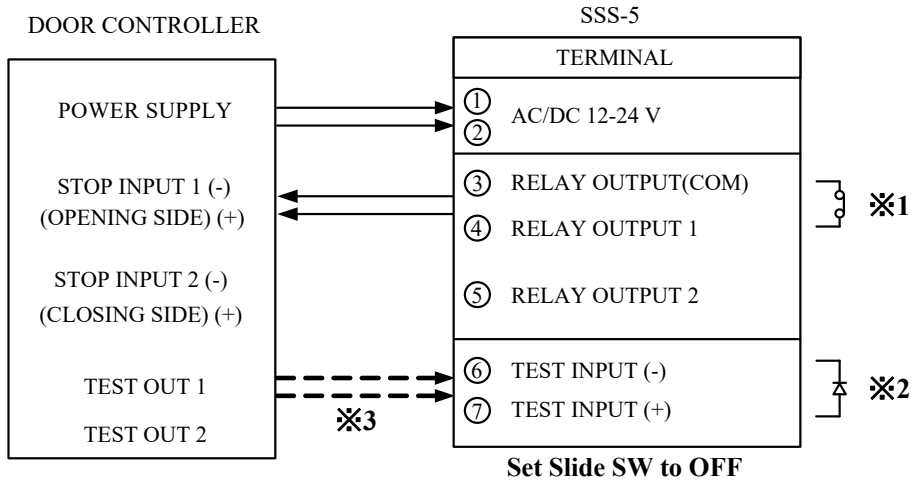 SSS-5
DOOR CONTROLLER
TERMINAL
POWER SUPPLY
① AC/DC 12-24 V
②
STOP INPUT 1 (-)
(OPENING SIDE) (+)
③ RELAY OUTPUT(COM)
④ RELAY OUTPUT 1
※1
STOP INPUT 2 (-)
(CLOSING SIDE) (+)
⑤ RELAY OUTPUT 2
TEST OUT 1
TEST OUT 2
※3
⑥ TEST INPUT (-)
⑦ TEST INPUT (+)
※2
Set Slide SW to OFF